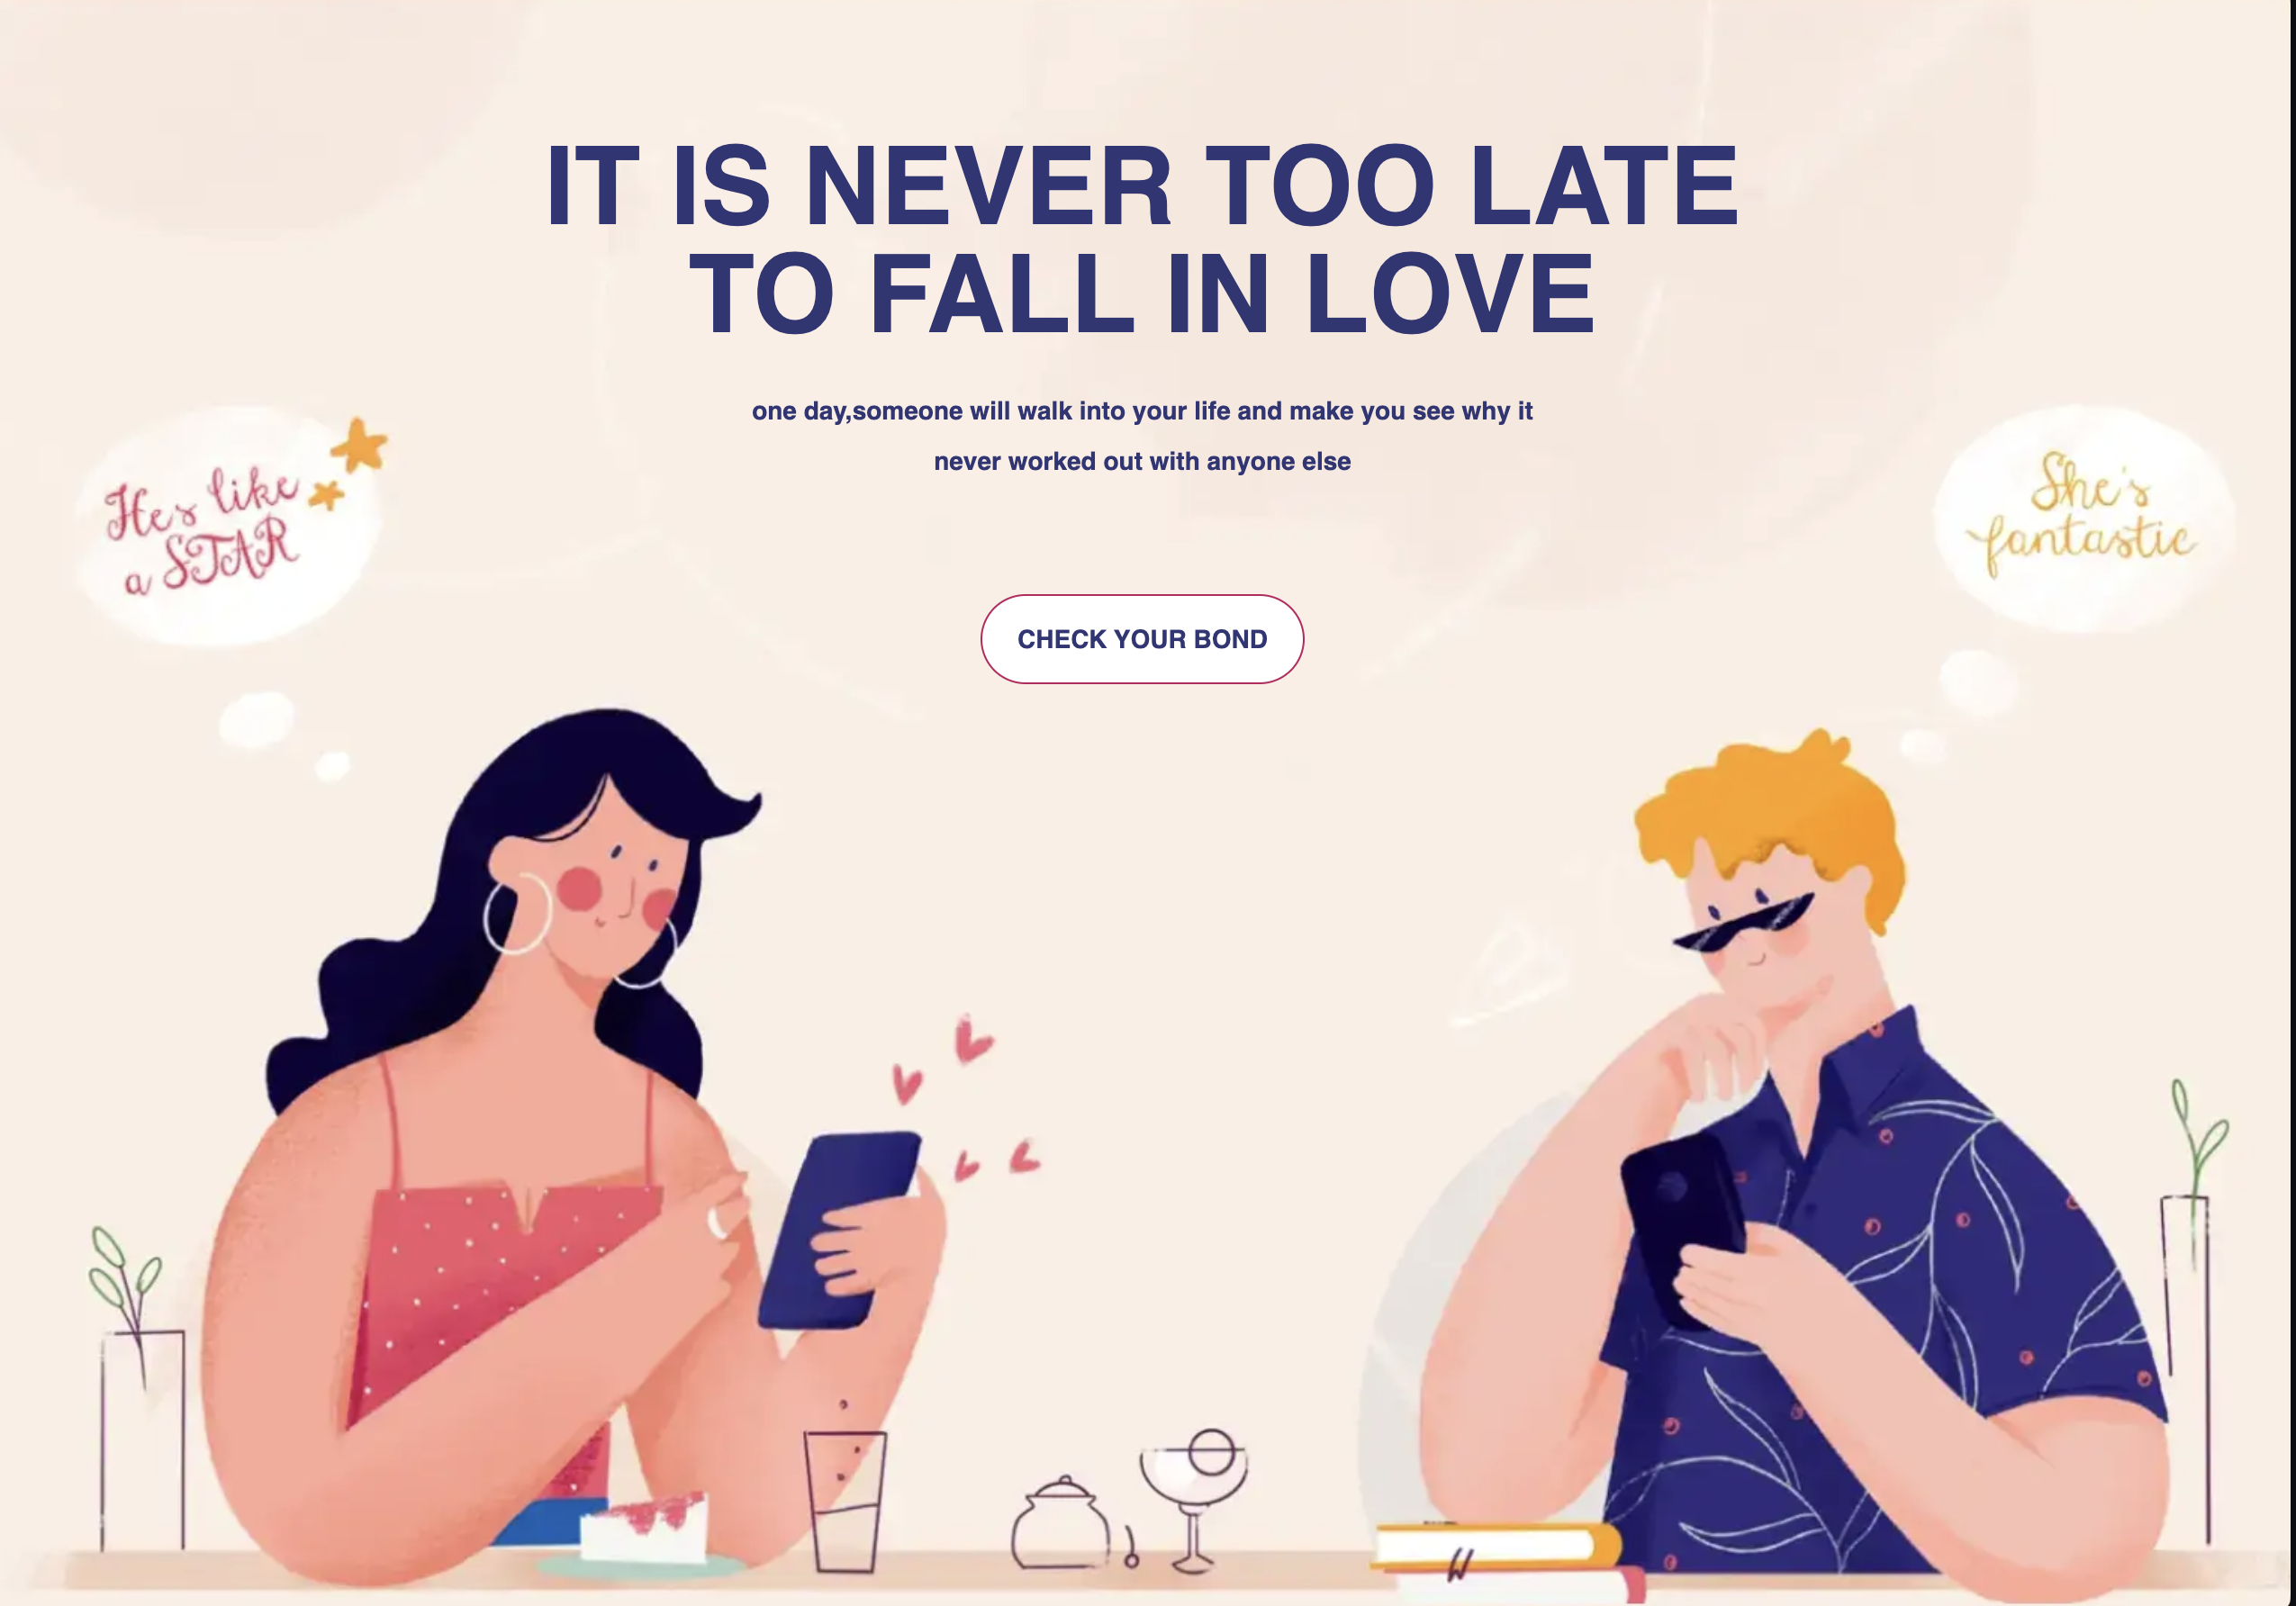 IT IS NEVER TOO LATE
TO FALL IN LOVE
one day,someone will walk into your life and make you see why it
never worked out with anyone else
He's like
a STAR
She's
fantastic
CHECK YOUR BOND